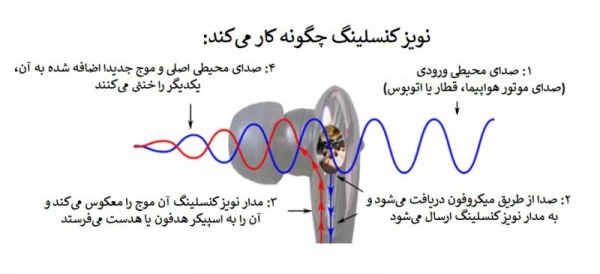 نویز کنسلینگ چگونه کار می‌کند:
۱: صدای محیطی ورودی
(صدای موتور هواپیما، قطار یا اتوبوس)
۲: صدا از طریق میکروفون دریافت می‌شود و
به مدار نویز کنسلینگ ارسال می‌شود
۳: مدار نویز کنسلینگ آن موج را معکوس می‌کند و
آن را به اسپیکر هدفون یا هدست می‌فرستد
۴: صدای محیطی اصلی و موج جدیدا اضافه شده به آن،
یکدیگر را خنثی می‌کنند